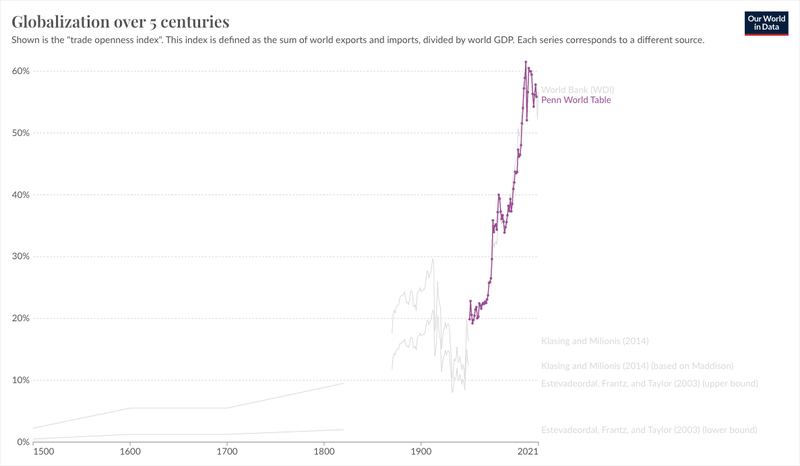 Globalization over 5 centuries
Shown is the "trade openness index". This index is defined as the sum of world exports and imports, divided by world GDP. Each series corresponds to a different source.
Our World
in Data
60%
50%
40%
30%
20%
10%
0%
World Bank (WDI)
Penn World Table
Klasing and Milionis (2014)
Klasing and Milionis (2014) (based on Maddison)
Estevadeordal, Frantz, and Taylor (2003) (upper bound)
Estevadeordal, Frantz, and Taylor (2003) (lower bound)
1500 1600 1700 1800 1900 2021